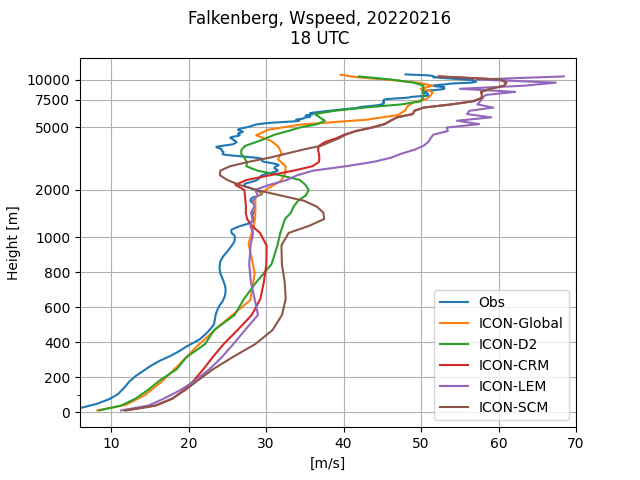 Falkenberg, Wspeed, 20220216
18 UTC
Height [m]
10000
7500
5000
2000
1000
800
600
400
200
0
Obs
ICON-Global
ICON-D2
ICON-CRM
ICON-LEM
ICON-SCM
10 20 30 40 50 60 70
[m/s]